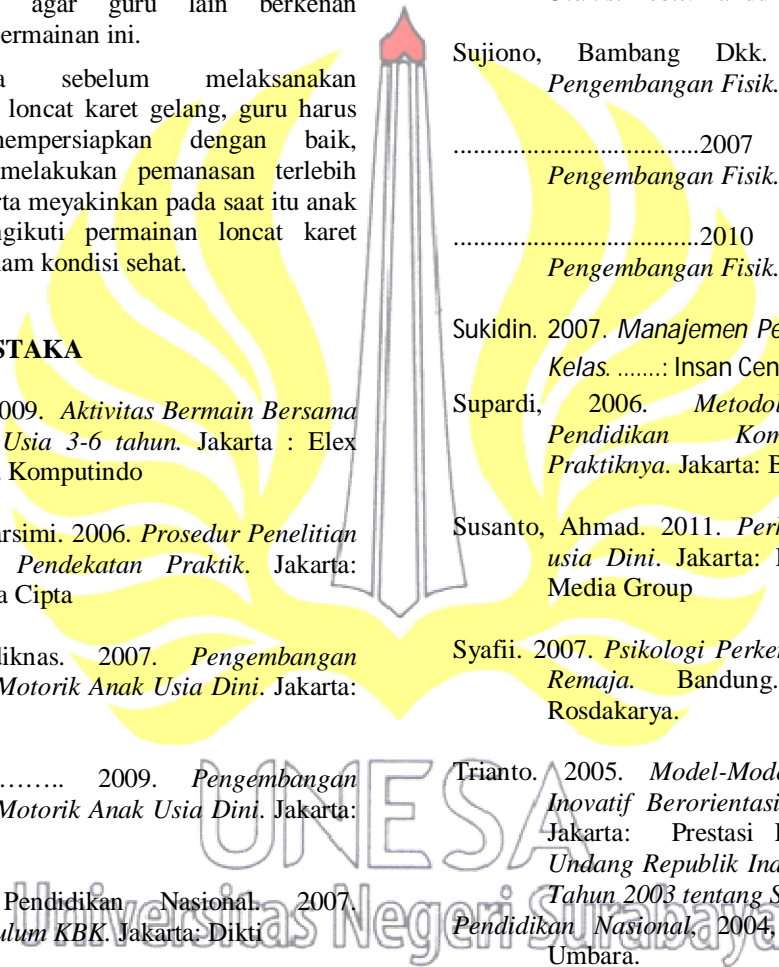 agar guru lain berkenan
ermainan ini.
a sebelum melaksanakan
loncat karet gelang, guru harus
empersiapkan dengan baik,
melakukan pemanasan terlebih
rta meyakinkan pada saat itu anak
ngikuti permainan loncat karet
lam kondisi sehat.
STAKA
2009. Aktivitas Bermain Bersama
Usia 3-6 tahun. Jakarta : Elex
Komputindo
arsimi. 2006. Prosedur Penelitian
Pendekatan Praktik. Jakarta:
a Cipta
diknas. 2007. Pengembangan
Motorik Anak Usia Dini. Jakarta:
........ 2009. Pengembangan
Motorik Anak Usia Dini. Jakarta:
Pendidikan Nasional. 2007.
ulum KBK. Jakarta: Dikti
Sujiono, Bambang Dkk.
Pengembangan Fisik.
..................................2007
Pengembangan Fisik.
..................................2010
Pengembangan Fisik.
Sukidin. 2007. Manajemen Pe
Kelas. .......: Insan Cen
Supardi, 2006. Metodol
Pendidikan Kom
Praktiknya. Jakarta: B
Susanto, Ahmad. 2011. Perk
usia Dini. Jakarta:
Media Group
Syafii. 2007. Psikologi Perke
Remaja. Bandung.
Rosdakarya.
Trianto. 2005. Model-Mode
Inovatif Berorientasi
Jakarta: Prestasi
Undang Republik Ind
Tahun 2003 tentang S
Pendidikan Nasional, 2004,
Umbara.
UNESA
Universitas Negeri Surabaya